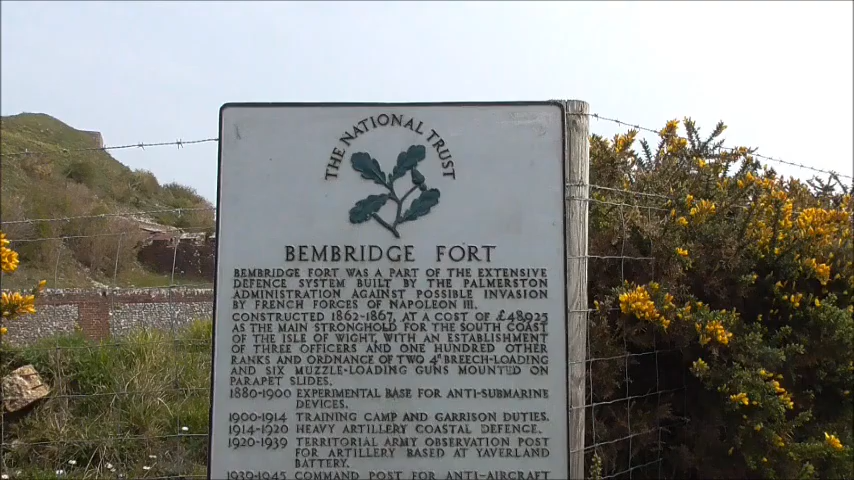 THE NATIONAL TRUST
BEMBRIDGE FORT
BEMBRIDGE FORT WAS A PART OF THE EXTENSIVE
DEFENCE SYSTEM BUILT BY THE PALMERSTON
ADMINISTRATION AGAINST POSSIBLE INVASION
BY FRENCH FORCES OF NAPOLEON III.
CONSTRUCTED 1862-1867, AT A COST OF £48925
AS THE MAIN STRONGHOLD FOR THE SOUTH COAST
OF THE ISLE OF WIGHT, WITH AN ESTABLISHMENT
OF THREE OFFICERS AND ONE HUNDRED OTHER
RANKS AND ORDNANCE OF TWO 4" BREECH-LOADING
AND SIX MUZZLE-LOADING GUNS MOUNTED ON
PARAPET SLIDES.
1880-1900 EXPERIMENTAL BASE FOR ANTI-SUBMARINE
DEVICES.
1900-1914 TRAINING CAMP AND GARRISON DUTIES.
1914-1920 HEAVY ARTILLERY COASTAL DEFENCE.
1920-1939 TERRITORIAL ARMY OBSERVATION POST
FOR ARTILLERY BASED AT YAVERLAND
BATTERY.
1939-1945 COMMAND POST FOR ANTI-AIRCRAFT